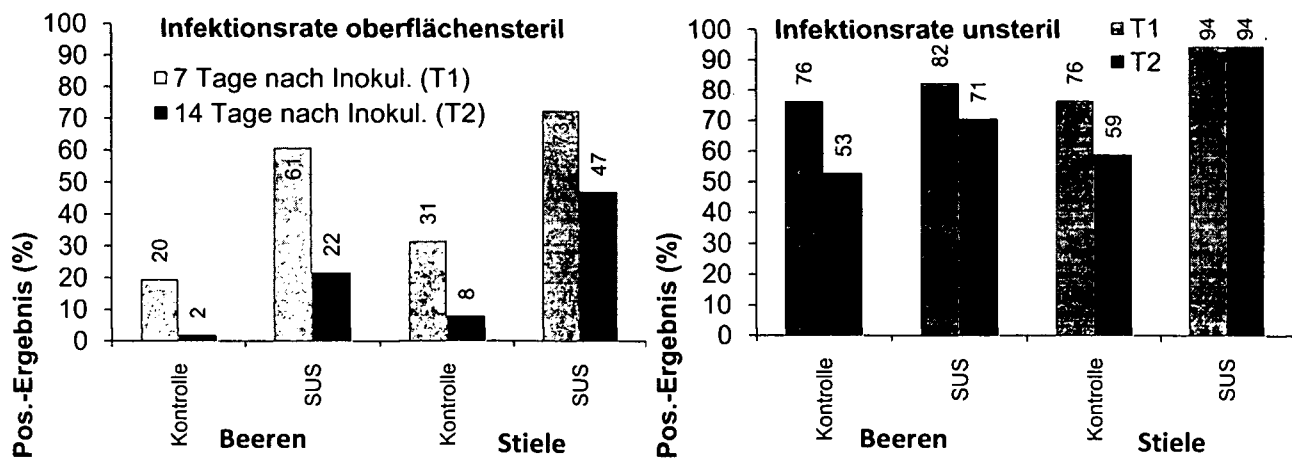 Infektionsrate oberflächensteril
7 Tage nach Inokul. (T1)
14 Tage nach Inokul. (T2)
Pos.-Ergebnis (%)
100
90
80
70
60
50
40
30
20
10
0
20
2
61
22
31
8
73
47
Kontrolle
SUS
Kontrolle
SUS
Beeren
Stiele
Infektionsrate unsteril
T1
T2
Pos.-Ergebnis (%)
100
90
80
70
60
50
40
30
20
10
0
76
53
82
71
76
59
94
94
Kontrolle
SUS
Kontrolle
SUS
Beeren
Stiele